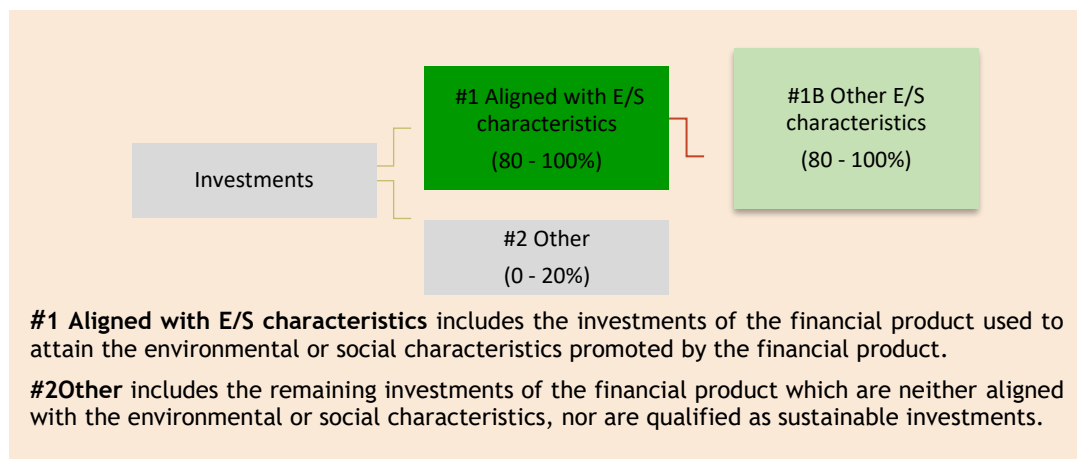 #1 Aligned with E/S
characteristics
(80 - 100%)
#1B Other E/S
characteristics
(80 - 100%)
Investments
#2 Other
(0 - 20%)
#1 Aligned with E/S characteristics includes the investments of the financial product used to
attain the environmental or social characteristics promoted by the financial product.
#2Other includes the remaining investments of the financial product which are neither aligned
with the environmental or social characteristics, nor are qualified as sustainable investments.